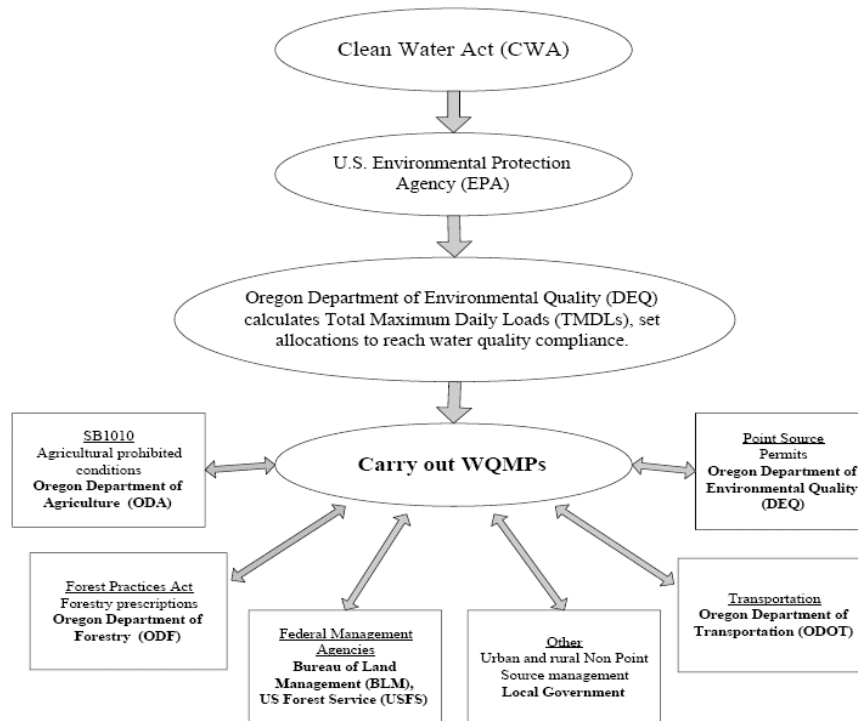 Clean Water Act (CWA)
U.S. Environmental Protection
Agency (EPA)
Oregon Department of Environmental Quality (DEQ)
calculates Total Maximum Daily Loads (TMDLs), set
allocations to reach water quality compliance.
Carry out WQMPs
SB1010
Agricultural prohibited
conditions
Oregon Department of
Agriculture (ODA)
Point Source
Permits
Oregon Department of
Environmental Quality
(DEQ)
Forest Practices Act
Forestry prescriptions
Oregon Department of
Forestry (ODF)
Federal Management
Agencies
Bureau of Land
Management (BLM),
US Forest Service (USFS)
Other
Urban and rural Non Point
Source management
Local Government
Transportation
Oregon Department of
Transportation (ODOT)